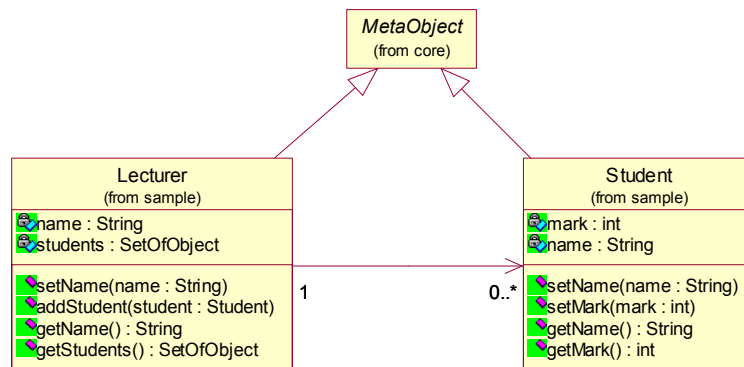 MetaObject
(from core)
Lecturer
(from sample)
name : String
students : SetOfObject
setName(name : String)
addStudent(student : Student)
getName() : String
getStudents() : SetOfObject
1
0..*
Student
(from sample)
mark : int
name : String
setName(name : String)
setMark(mark : int)
getName() : String
getMark() : int